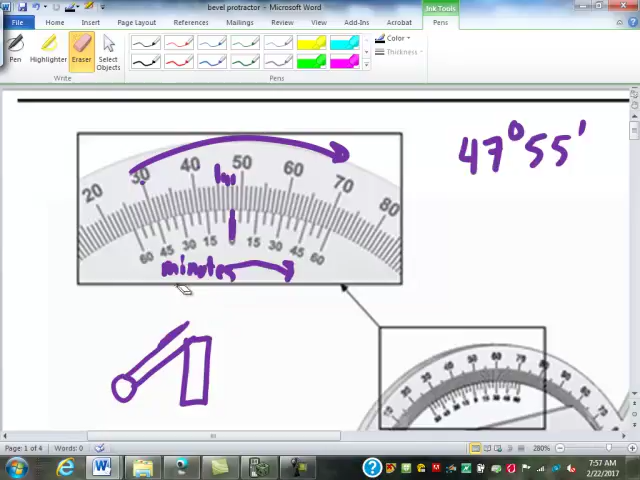 bevel protractor - Microsoft Word
Ink Tools
File
Home
Insert
Page Layout
References
Mailings
Review
View
Add-Ins
Acrobat
Pens
Pen
Highlighter
Eraser
Select Objects
Color
Thickness
Write
Pens
47°55'
20 30 40 50 60 70 80
60 45 30 15 15 30 45 60
minutes
Page: 1 of 4 Words: 0
280%
7:57 AM
2/22/2017